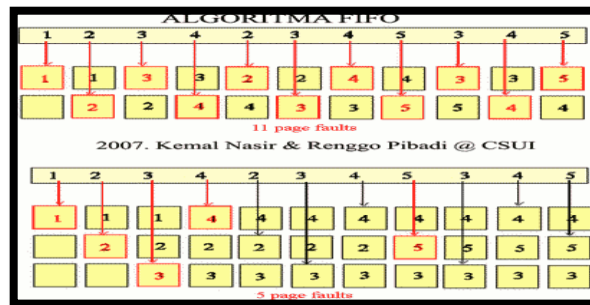 ALGORITMA FIFO
1 2 3 4 2 3 4 5 3 4 5
1 1 3 3 2 2 4 4 3 3 5
2 2 4 4 3 3 5 5 4 4
11 page faults
2007. Kemal Nasir & Renggo Pibadi @ CSUI
1 2 3 4 2 3 4 5 3 4 5
1 1 1 4 4 4 4 4 4 4 4
2 2 2 2 2 2 5 5 5 5
3 3 3 3 3 3 3 3 3
5 page faults